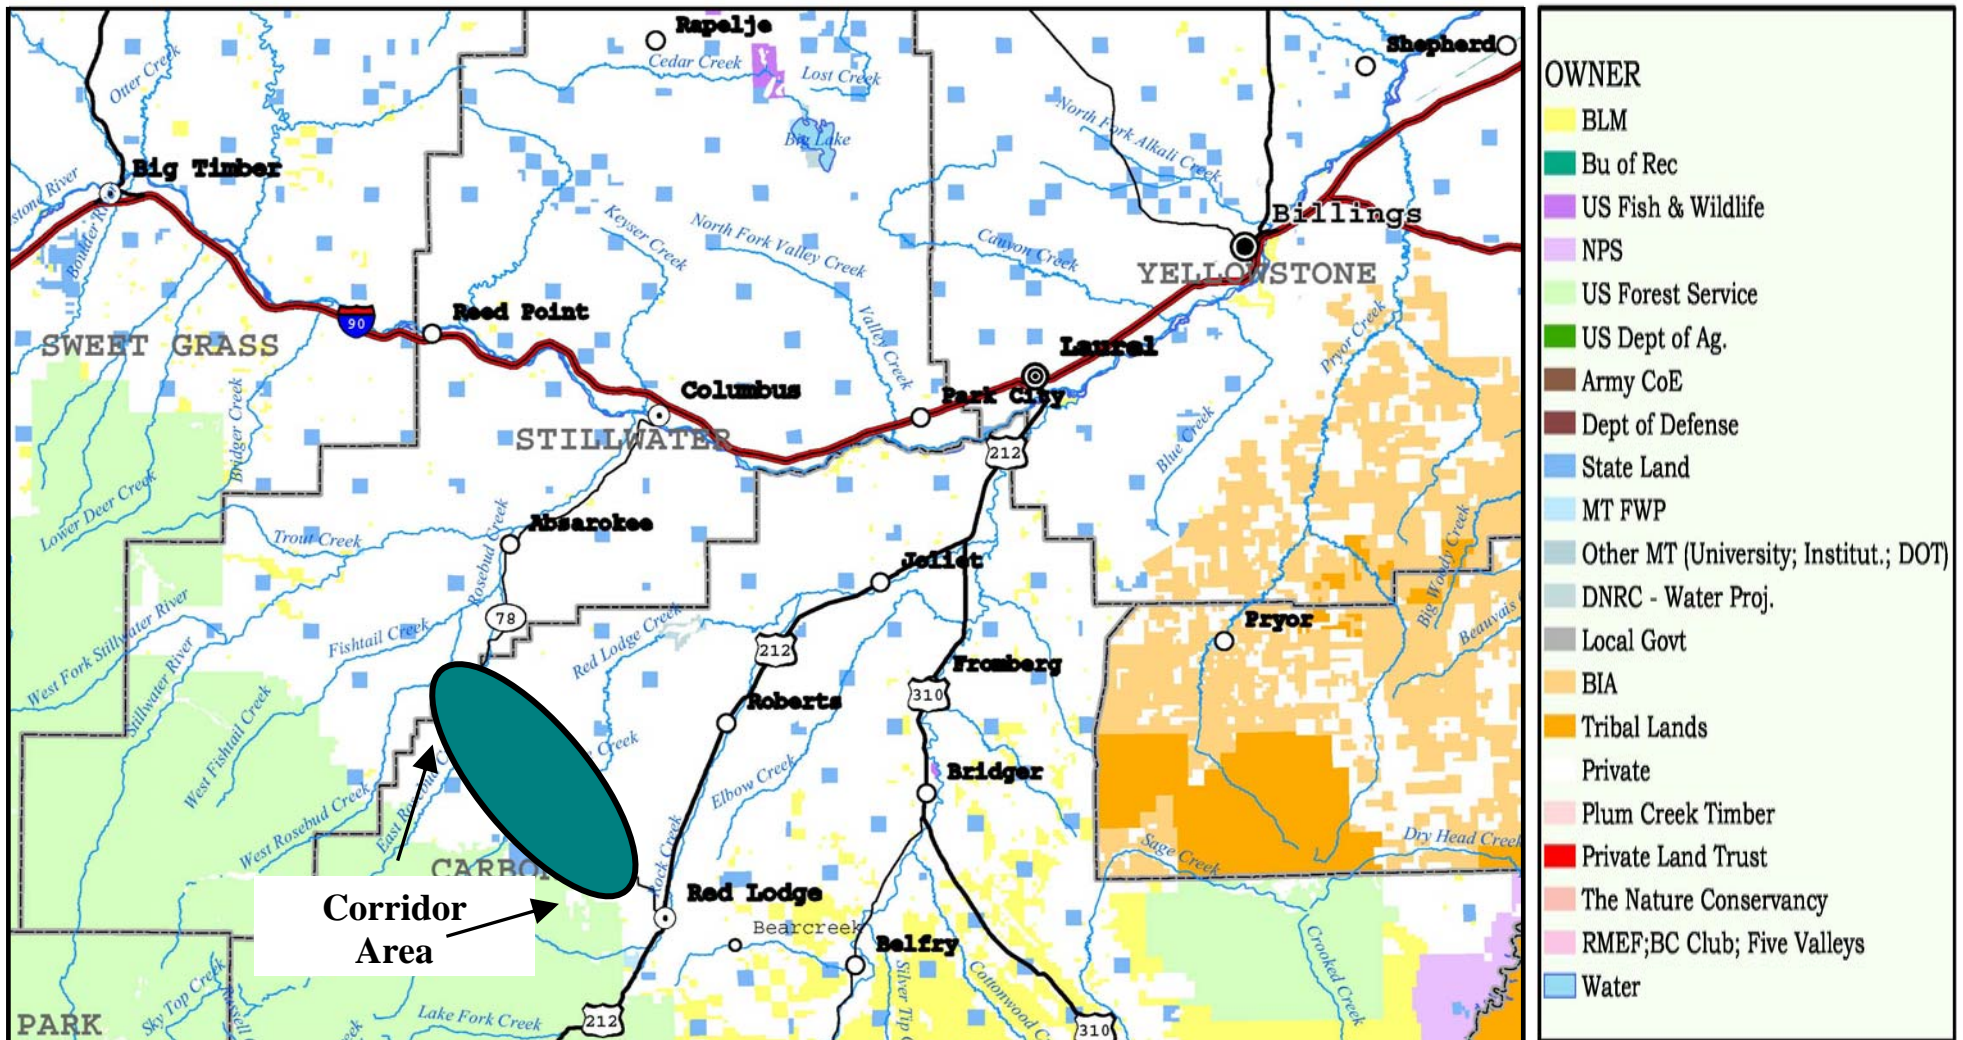 Rapelje
Shepherd
Otter Creek
Cedar Creek
Lost Creek
Big Lake
North Fork Alkali Creek
Big Timber
stone River
Boulder Ri
Billings
Keyser Creek
North Fork Valley Creek
Canyon Creek
YELLOWSTONE
Reed Point
90
SWEET GRASS
Pryor Creek
Laurel
Valley Creek
Columbus
Park City
Bridger Creek
STILLWATER
212
Blue Creek
Lower Deer Creek
Absarokee
Trout Creek
Rosebud Creek
Joliet
Big Woody Creek
Beauvais
78
Pryor
West Fork Stillwater River
Fishtail Creek
Red Lodge Creek
212
Fromberg
310
Stillwater River
West Fishtail Creek
Roberts
Creek
Elbow Creek
Bridger
West Rosebud Creek
East Rosebud C
Rock Creek
Sage Creek
Dry Head Creek
CARBO
Corridor
Area
Red Lodge
Bearcreek
Belfry
Crooked Creek
Sky Top Creek
Russell
Silver Tip C
Cottonwood C
Lake Fork Creek
PARK
212
310
OWNER
BLM
Bu of Rec
US Fish & Wildlife
NPS
US Forest Service
US Dept of Ag.
Army CoE
Dept of Defense
State Land
MT FWP
Other MT (University; Institut.; DOT)
DNRC - Water Proj.
Local Govt
BIA
Tribal Lands
Private
Plum Creek Timber
Private Land Trust
The Nature Conservancy
RMEF;BC Club; Five Valleys
Water